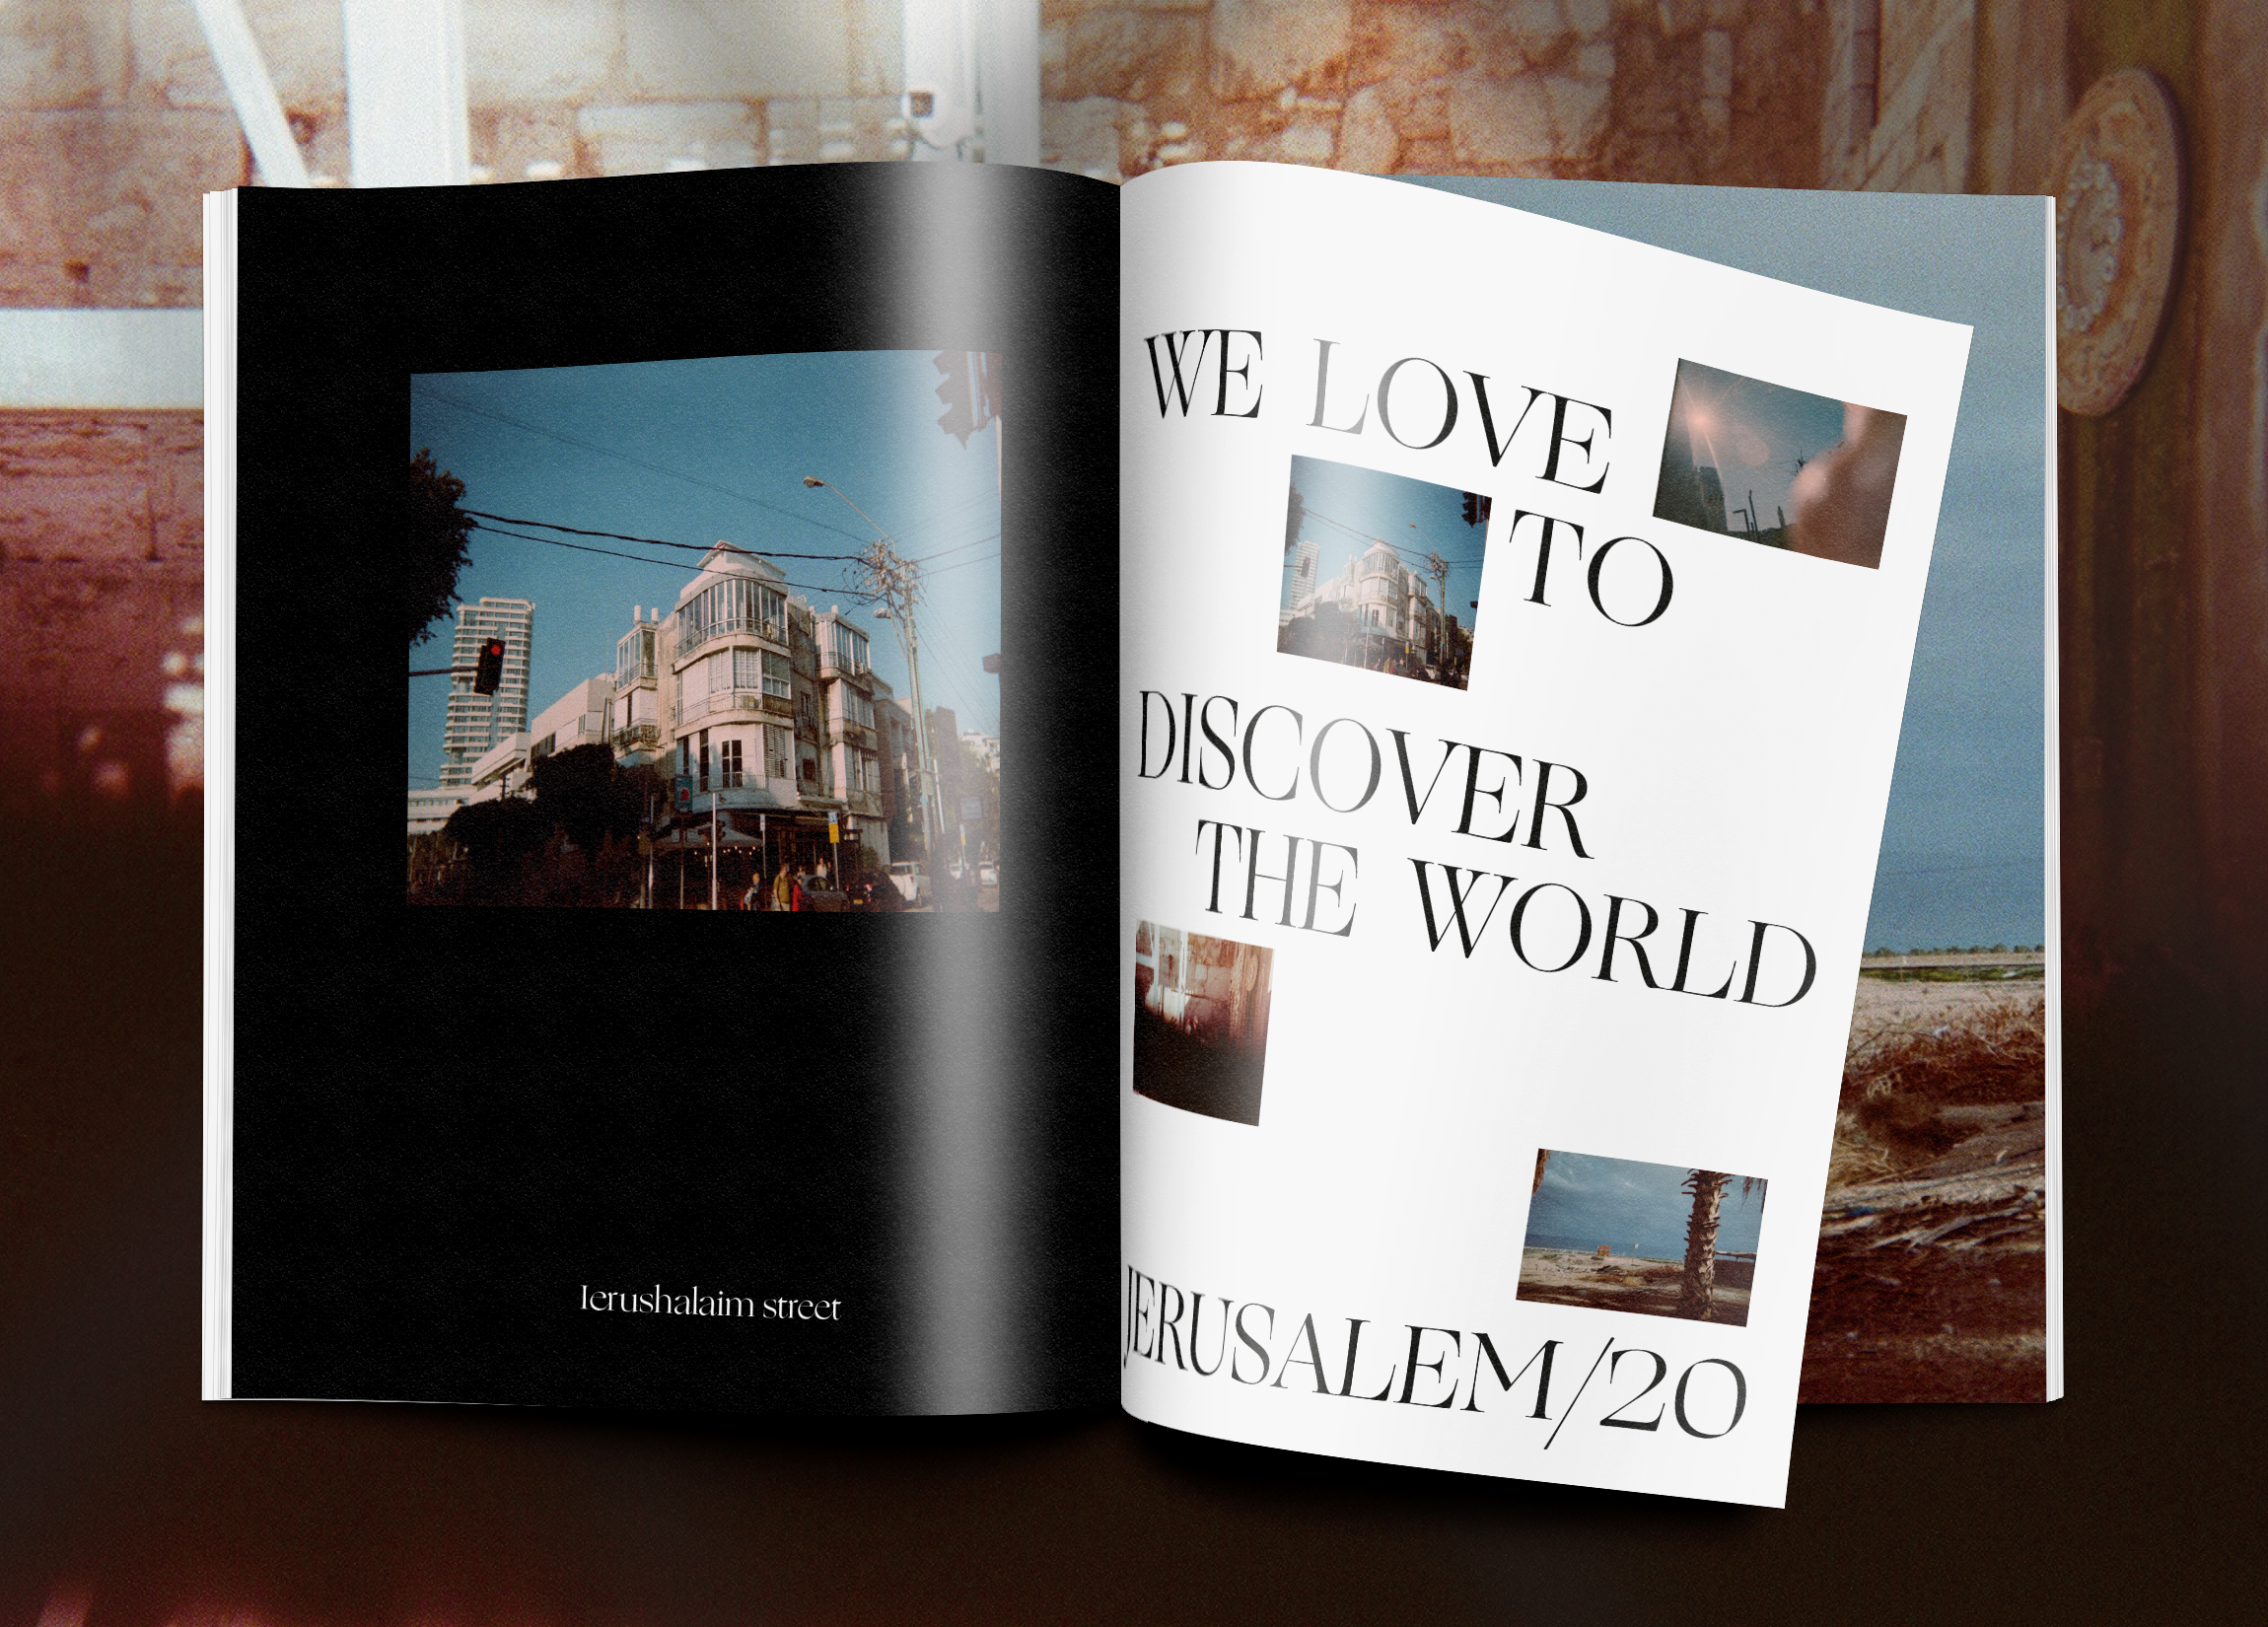 Ierushalaim street
WE LOVE
TO
DISCOVER
THE WORLD
JERUSALEM/20